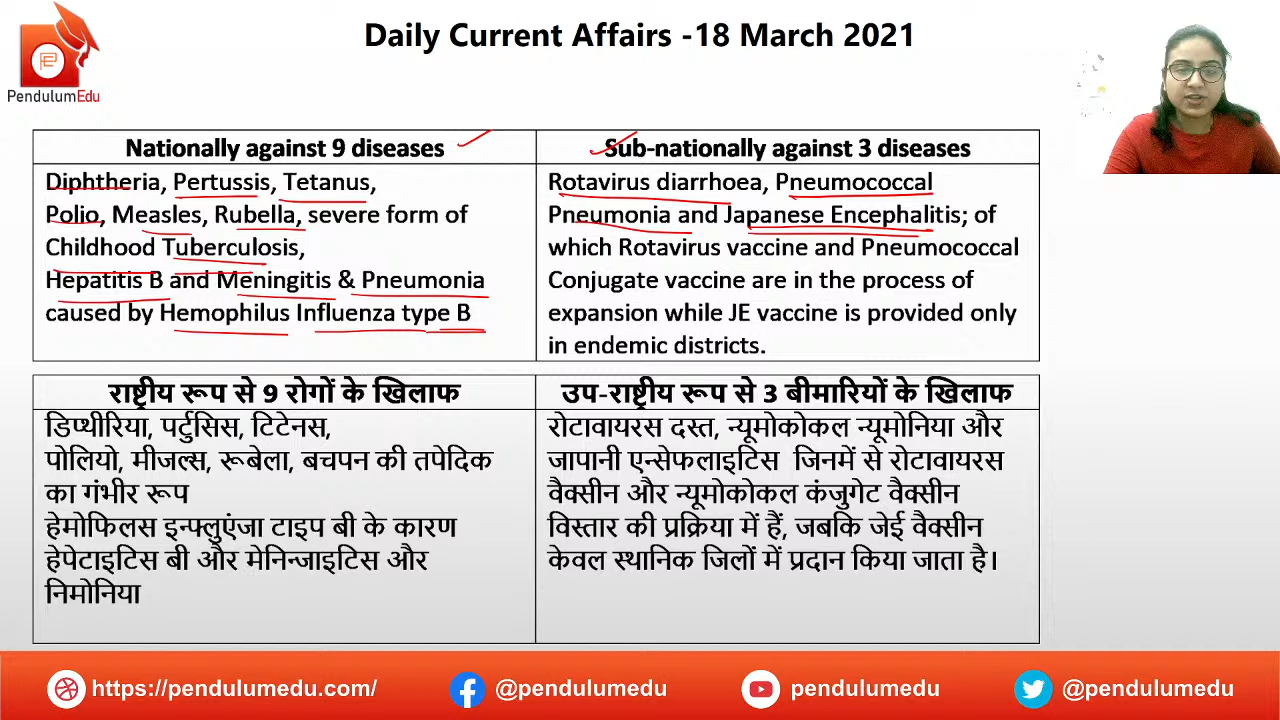 Daily Current Affairs -18 March 2021
PendulumEdu
Nationally against 9 diseases
Diphtheria, Pertussis, Tetanus,
Polio, Measles, Rubella, severe form of
Childhood Tuberculosis,
Hepatitis B and Meningitis & Pneumonia
caused by Hemophilus Influenza type B
Sub-nationally against 3 diseases
Rotavirus diarrhoea, Pneumococcal
Pneumonia and Japanese Encephalitis; of
which Rotavirus vaccine and Pneumococcal
Conjugate vaccine are in the process of
expansion while JE vaccine is provided only
in endemic districts.
राष्ट्रीय रूप से 9 रोगों के खिलाफ
डिप्थीरिया, पर्टुसिस, टिटेनस,
पोलियो, मीजल्स, रूबेला, बचपन की तपेदिक
का गंभीर रूप
हेमोफिलस इन्फ्लुएंजा टाइप बी के कारण
हेपेटाइटिस बी और मेनिन्जाइटिस और
निमोनिया
उप-राष्ट्रीय रूप से 3 बीमारियों के खिलाफ
रोटावायरस दस्त, न्यूमोकोकल न्यूमोनिया और
जापानी एन्सेफलाइटिस जिनमें से रोटावायरस
वैक्सीन और न्यूमोकोकल कंजुगेट वैक्सीन
विस्तार की प्रक्रिया में हैं, जबकि जेई वैक्सीन
केवल स्थानिक जिलों में प्रदान किया जाता है।
https://pendulumedu.com/
@pendulumedu
pendulumedu
@pendulumedu